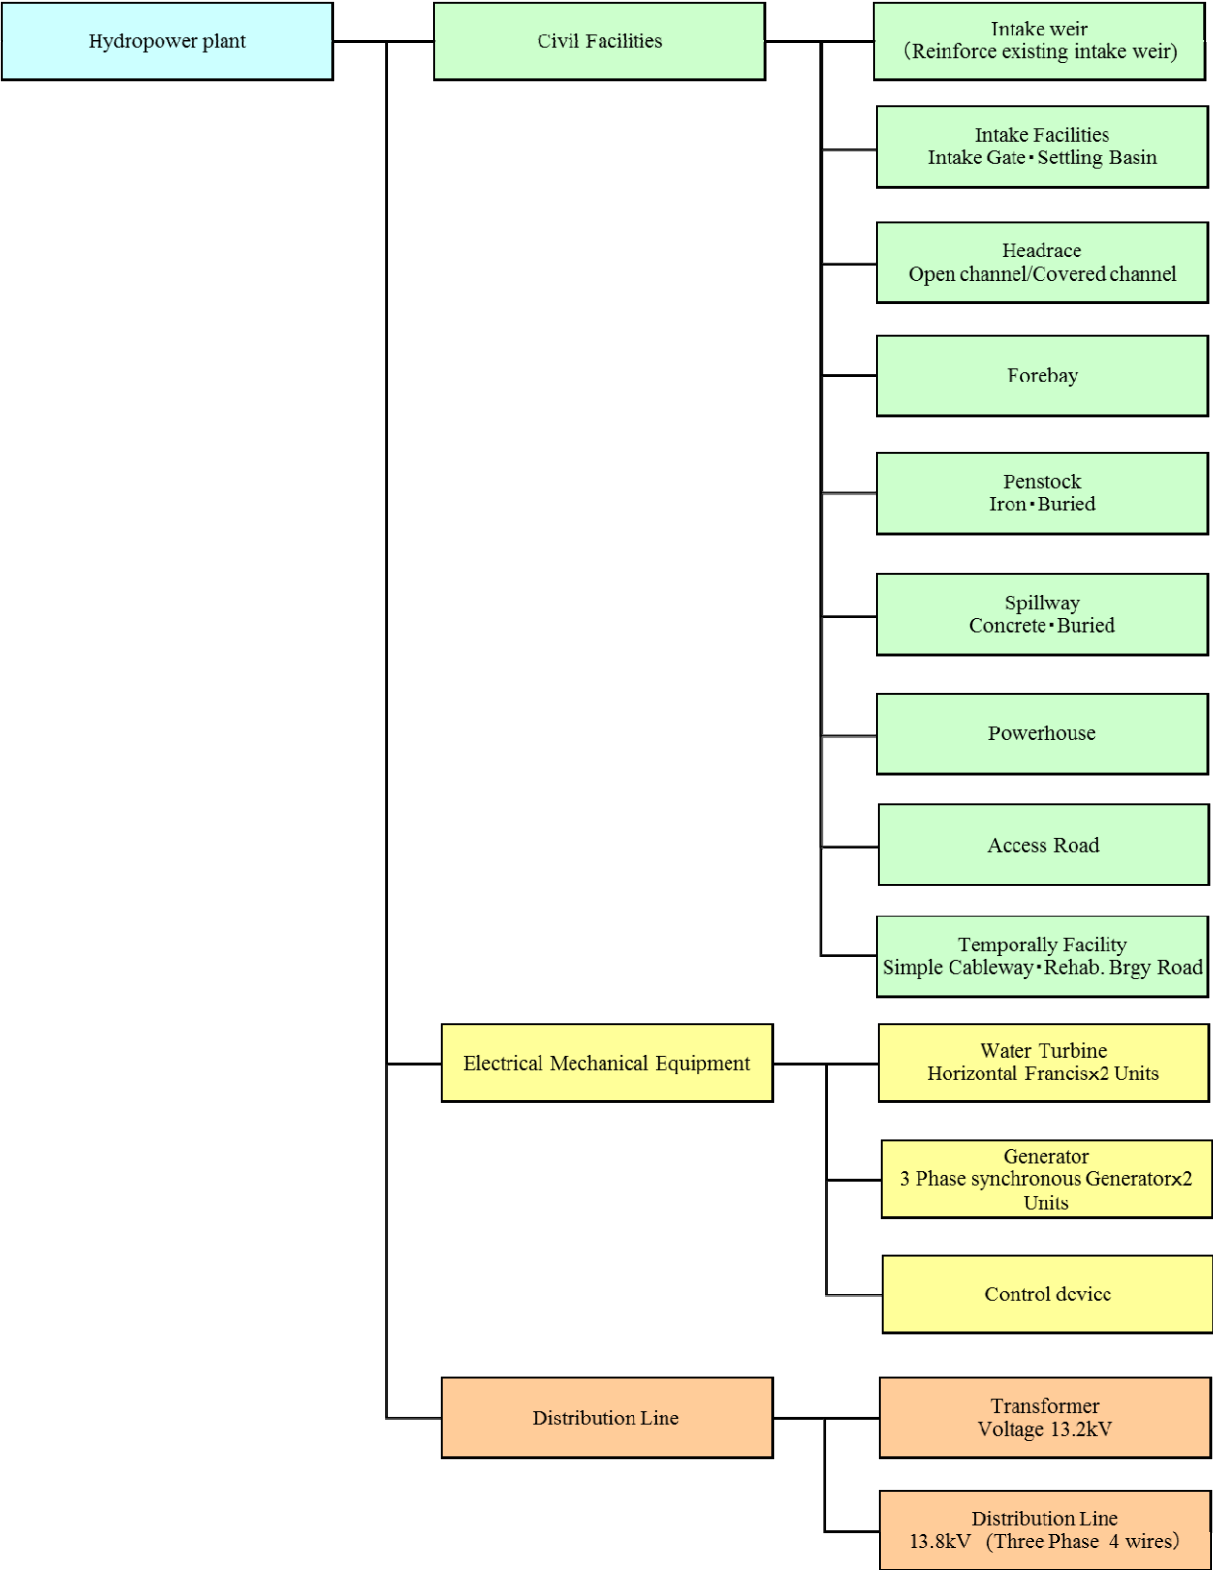 Hydropower plant
Civil Facilities
Intake weir
（Reinforce existing intake weir)
Intake Facilities
Intake Gate・Settling Basin
Headrace
Open channel/Covered channel
Forebay
Penstock
Iron・Buried
Spillway
Concrete・Buried
Powerhouse
Access Road
Temporally Facility
Simple Cableway・Rehab. Brgy Road
Electrical Mechanical Equipment
Water Turbine
Horizontal Francis×2 Units
Generator
3 Phase synchronous Generator×2
Units
Control device
Distribution Line
Transformer
Voltage 13.2kV
Distribution Line
13.8kV (Three Phase 4 wires）